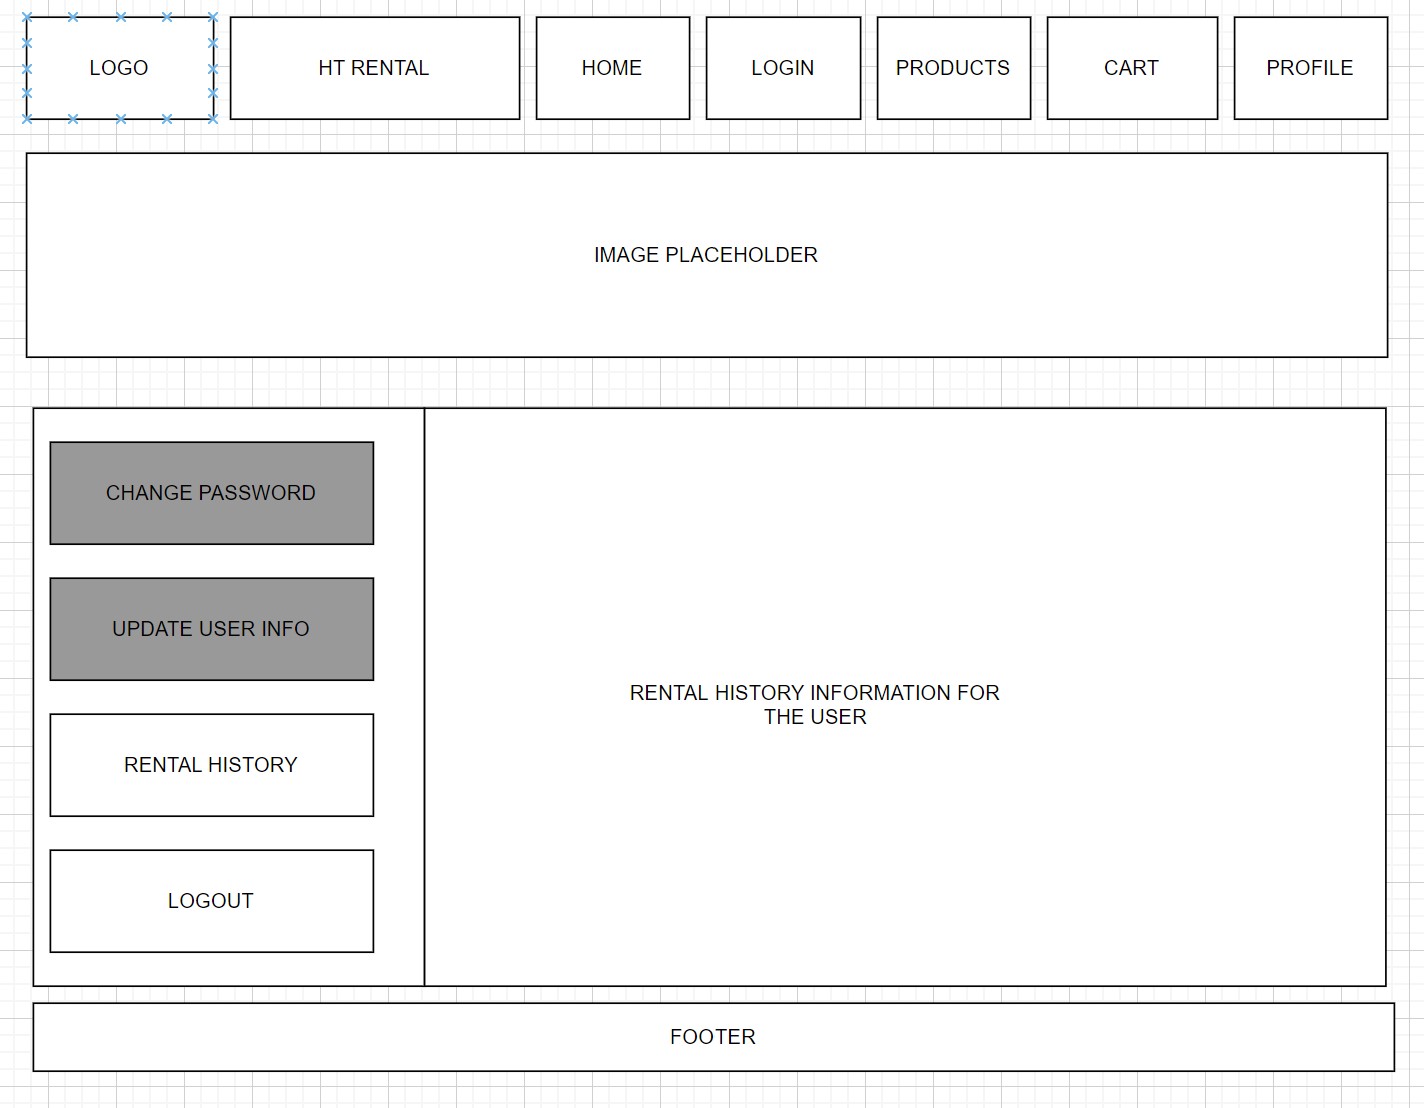 LOGO
HT RENTAL
HOME
LOGIN
PRODUCTS
CART
PROFILE
IMAGE PLACEHOLDER
CHANGE PASSWORD
UPDATE USER INFO
RENTAL HISTORY
LOGOUT
RENTAL HISTORY INFORMATION FOR
THE USER
FOOTER